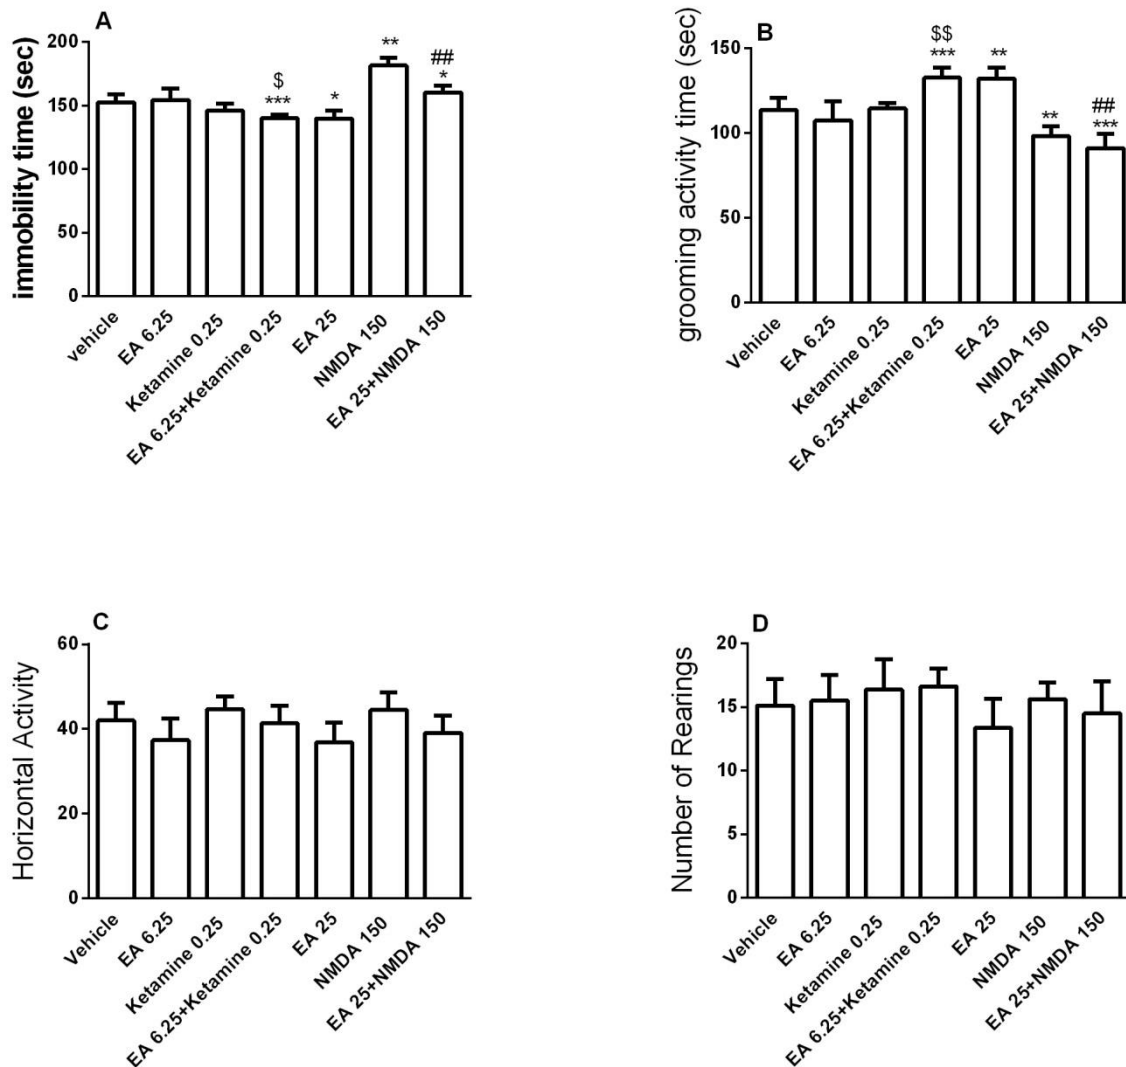 A
immobility time (sec)
200
150
100
50
0
$
***
*
**
##
*
vehicle
EA 6.25
Ketamine 0.25
EA 6.25+Ketamine 0.25
EA 25
NMDA 150
EA 25+NMDA 150
B
grooming activity time (sec)
150
100
50
0
$$
***
**
**
##
***
Vehicle
EA 6.25
Ketamine 0.25
EA 6.25+Ketamine 0.25
EA 25
NMDA 150
EA 25+NMDA 150
C
Horizontal Activity
60
40
20
0
Vehicle
EA 6.25
Ketamine 0.25
EA 6.25+Ketamine 0.25
EA 25
NMDA 150
EA 25+NMDA 150
D
Number of Rearings
20
15
10
5
0
Vehicle
EA 6.25
Ketamine 0.25
EA 6.25+Ketamine 0.25
EA 25
NMDA 150
EA 25+NMDA 150